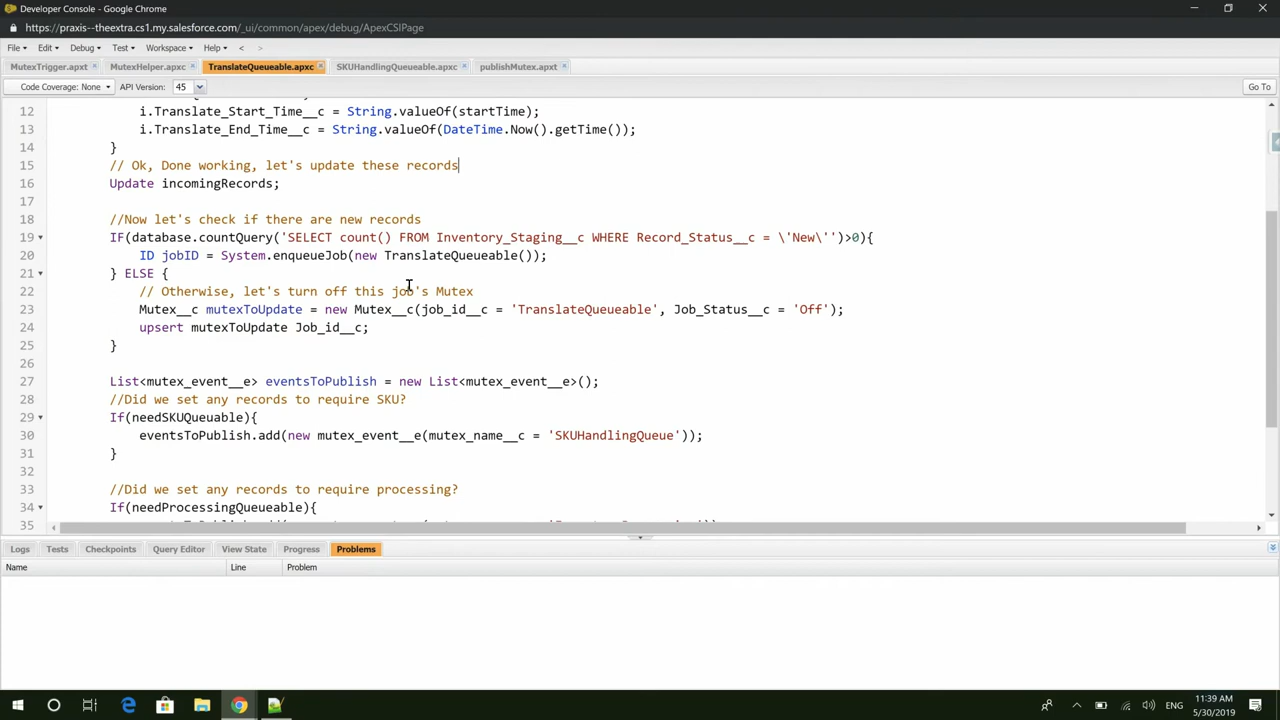 Developer Console - Google Chrome
https://praxis--theextra.cs1.my.salesforce.com/_ui/common/apex/debug/ApexCSIPage
File Edit Debug Test Workspace Help < >
MutexTrigger.apxt MutexHelper.apxc TranslateQueueable.apxc SKUHandlingQueueable.apxc publishMutex.apxt
Code Coverage: None API Version: 45 Go To
12 i.Translate_Start_Time__c = String.valueOf(startTime);
13 i.Translate_End_Time__c = String.valueOf(DateTime.Now().getTime());
14 }
15 // Ok, Done working, let's update these records
16 Update incomingRecords;
17
18 //Now let's check if there are new records
19 IF(database.countQuery('SELECT count() FROM Inventory_Staging__c WHERE Record_Status__c = \'New\'')>0){
20 ID jobID = System.enqueueJob(new TranslateQueueable());
21 } ELSE {
22 // Otherwise, let's turn off this job's Mutex
23 Mutex__c mutexToUpdate = new Mutex__c(job_id__c = 'TranslateQueueable', Job_Status__c = 'Off');
24 upsert mutexToUpdate Job_id__c;
25 }
26
27 List<mutex_event__e> eventsToPublish = new List<mutex_event__e>();
28 //Did we set any records to require SKU?
29 If(needSKUQueuable){
30 eventsToPublish.add(new mutex_event__e(mutex_name__c = 'SKUHandlingQueue'));
31 }
32
33 //Did we set any records to require processing?
34 If(needProcessingQueueable){
35
Logs Tests Checkpoints Query Editor View State Progress Problems
Name Line Problem
ENG
11:39 AM
5/30/2019